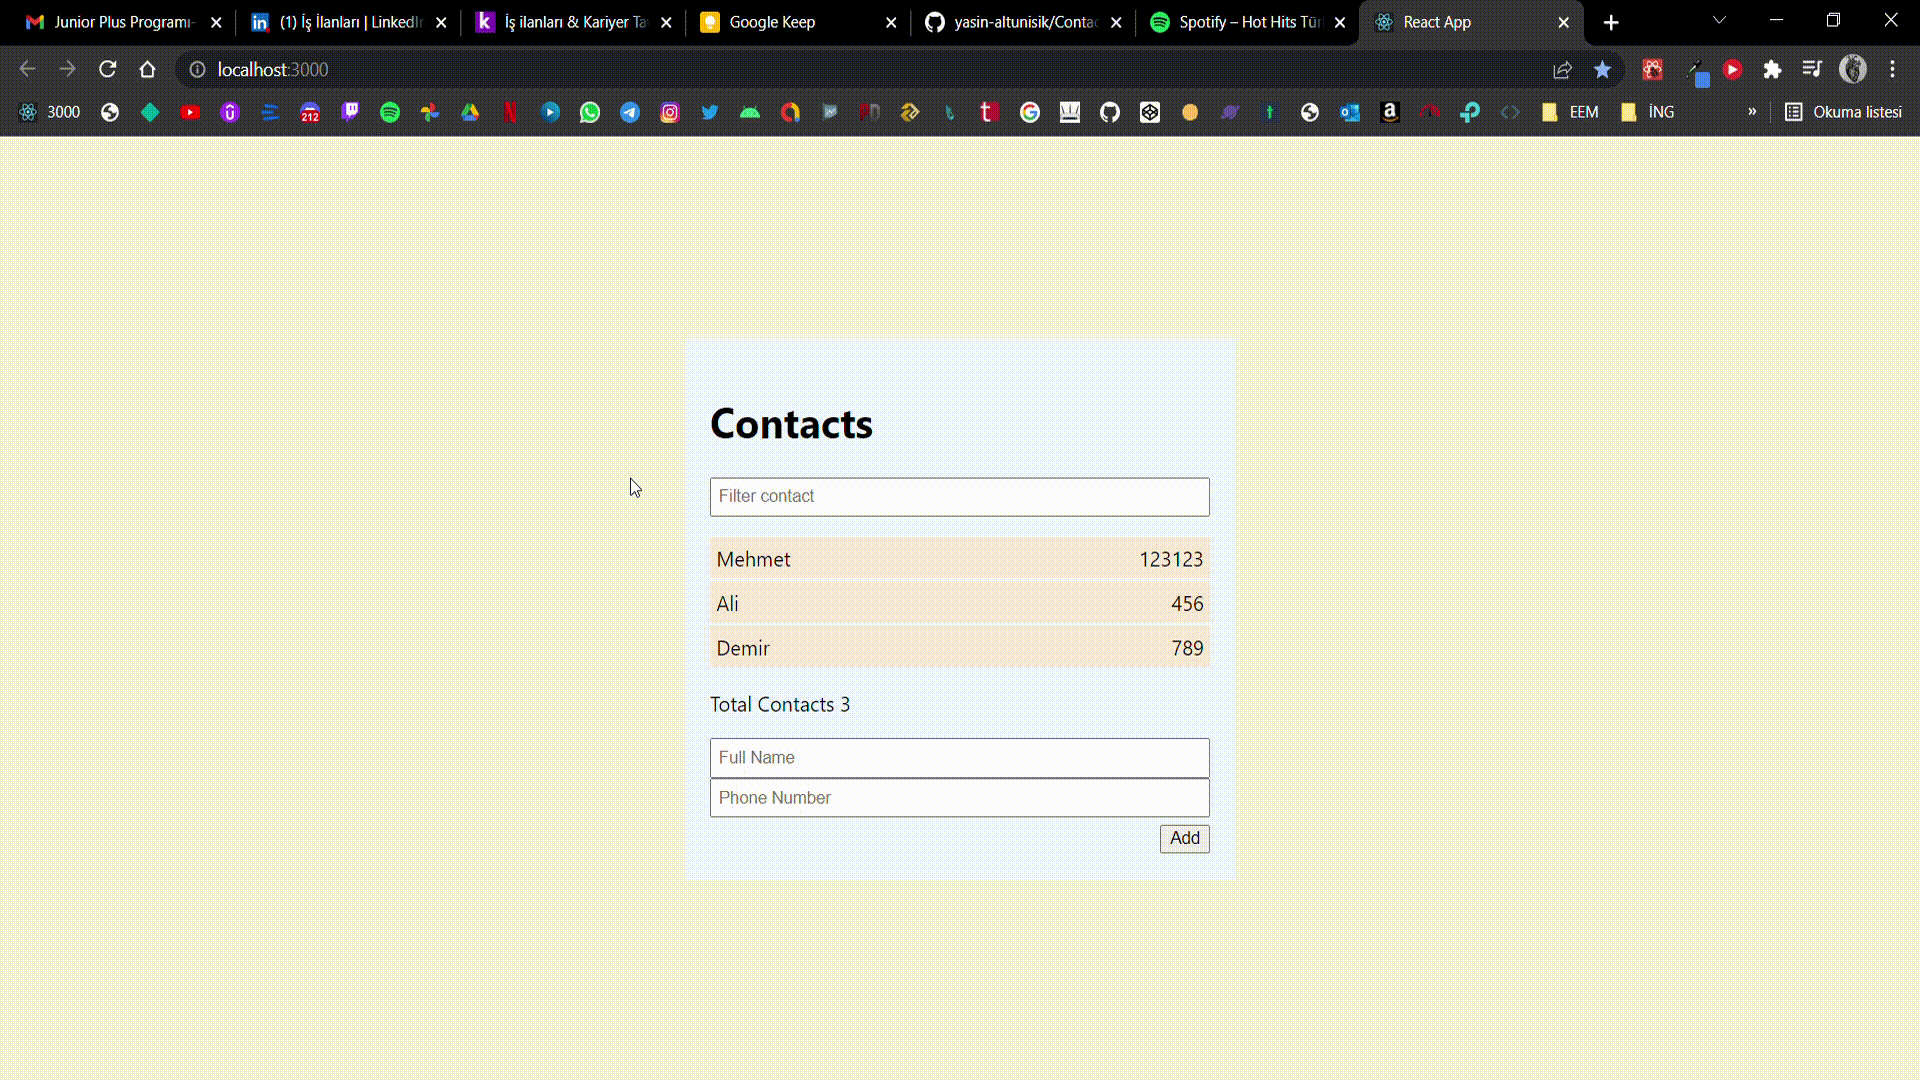 Junior Plus Programı-
(1) İş İlanları | LinkedIn
İş ilanları & Kariyer Ta
Google Keep
yasin-altunisik/Contac
Spotify – Hot Hits Tür
React App
localhost:3000
3000
212
EEM
İNG
»
Okuma listesi
Contacts
Filter contact
Mehmet 123123
Ali 456
Demir 789
Total Contacts 3
Full Name
Phone Number
Add